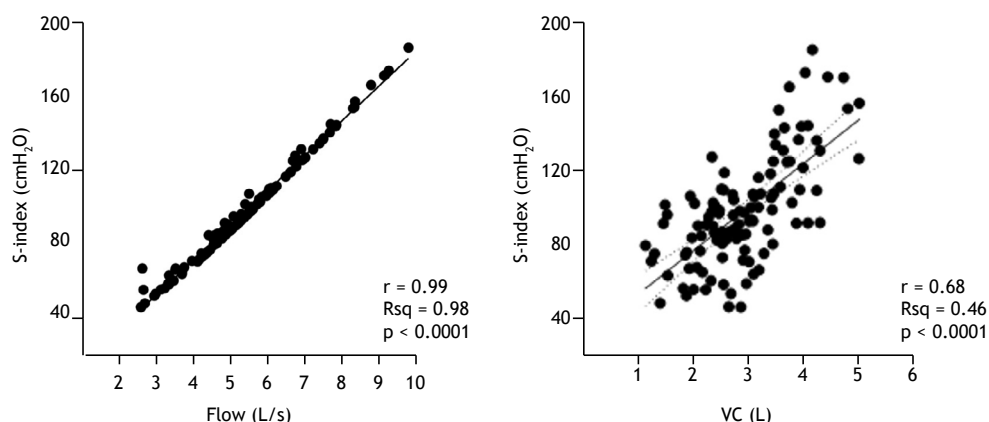 200
160
120
80
40
S-index (cmH₂O)
2 3 4 5 6 7 8 9 10
Flow (L/s)
r = 0.99
Rsq = 0.98
p < 0.0001
200
160
120
80
40
S-index (cmH₂O)
1 2 3 4 5 6
VC (L)
r = 0.68
Rsq = 0.46
p < 0.0001